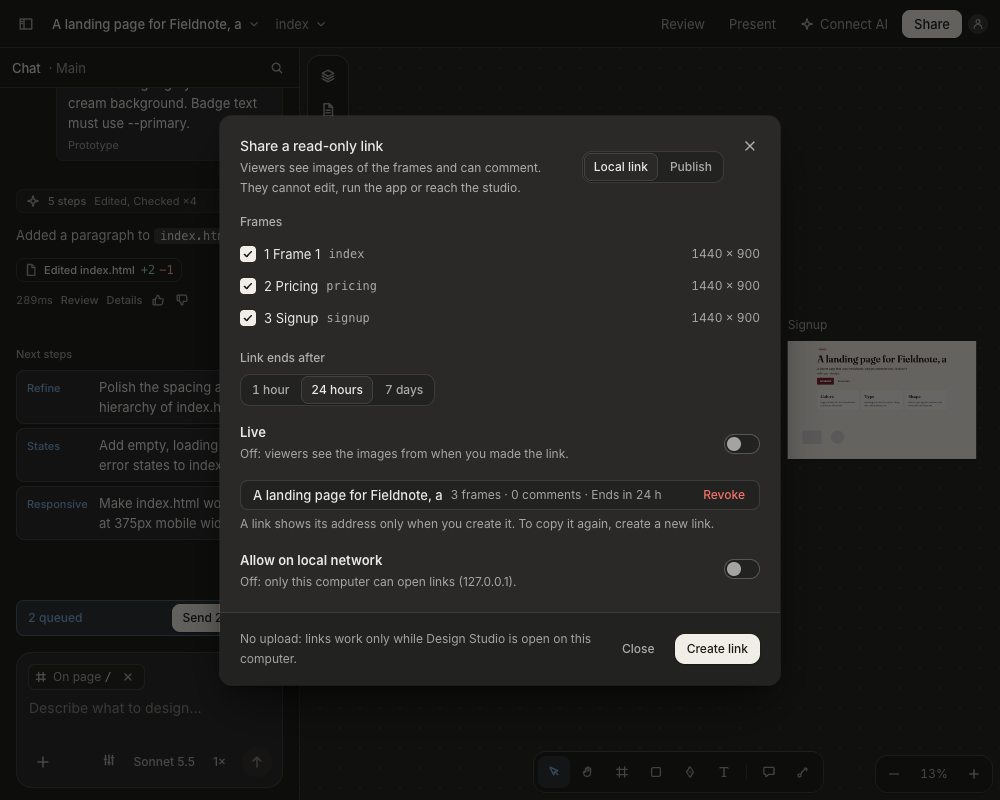 A landing page for Fieldnote, a
index
Review
Present
Connect AI
Share
Chat · Main
cream background. Badge text
must use --primary.
Prototype
5 steps Edited, Checked ×4
Added a paragraph to
Edited index.html +2 −1
289ms Review Details
Next steps
Refine
Polish the spacing
hierarchy of
States
Add empty, loading
error states to
Responsive
Make index.html
at 375px mobile
2 queued
Send
On page /
Describe what to design...
Sonnet 5.5 1×
Share a read-only link
Viewers see images of the frames and can comment.
They cannot edit, run the app or reach the studio.
Local link
Publish
Frames
1 Frame 1 index 1440 × 900
2 Pricing pricing 1440 × 900
3 Signup signup 1440 × 900
Link ends after
1 hour
24 hours
7 days
Live
Off: viewers see the images from when you made the link.
A landing page for Fieldnote, a 3 frames · 0 comments · Ends in 24 h Revoke
A link shows its address only when you create it. To copy it again, create a new link.
Allow on local network
Off: only this computer can open links (127.0.0.1).
No upload: links work only while Design Studio is open on this
computer.
Close
Create link
Signup
A landing page for Fieldnote, a
Colors
Type
Shape
13%